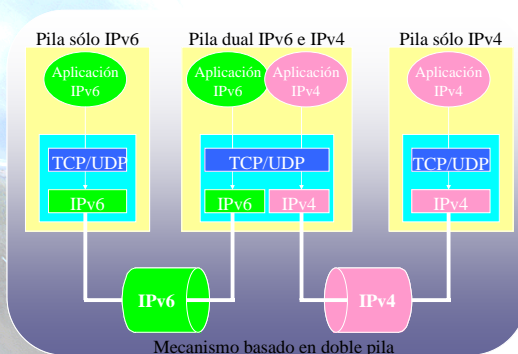 Pila sólo IPv6
Pila dual IPv6 e IPv4
Pila sólo IPv4
Aplicación
IPv6
Aplicación
IPv6
Aplicación
IPv4
Aplicación
IPv4
TCP/UDP
TCP/UDP
TCP/UDP
IPv6
IPv6
IPv4
IPv4
IPv6
IPv4
Mecanismo basado en doble pila